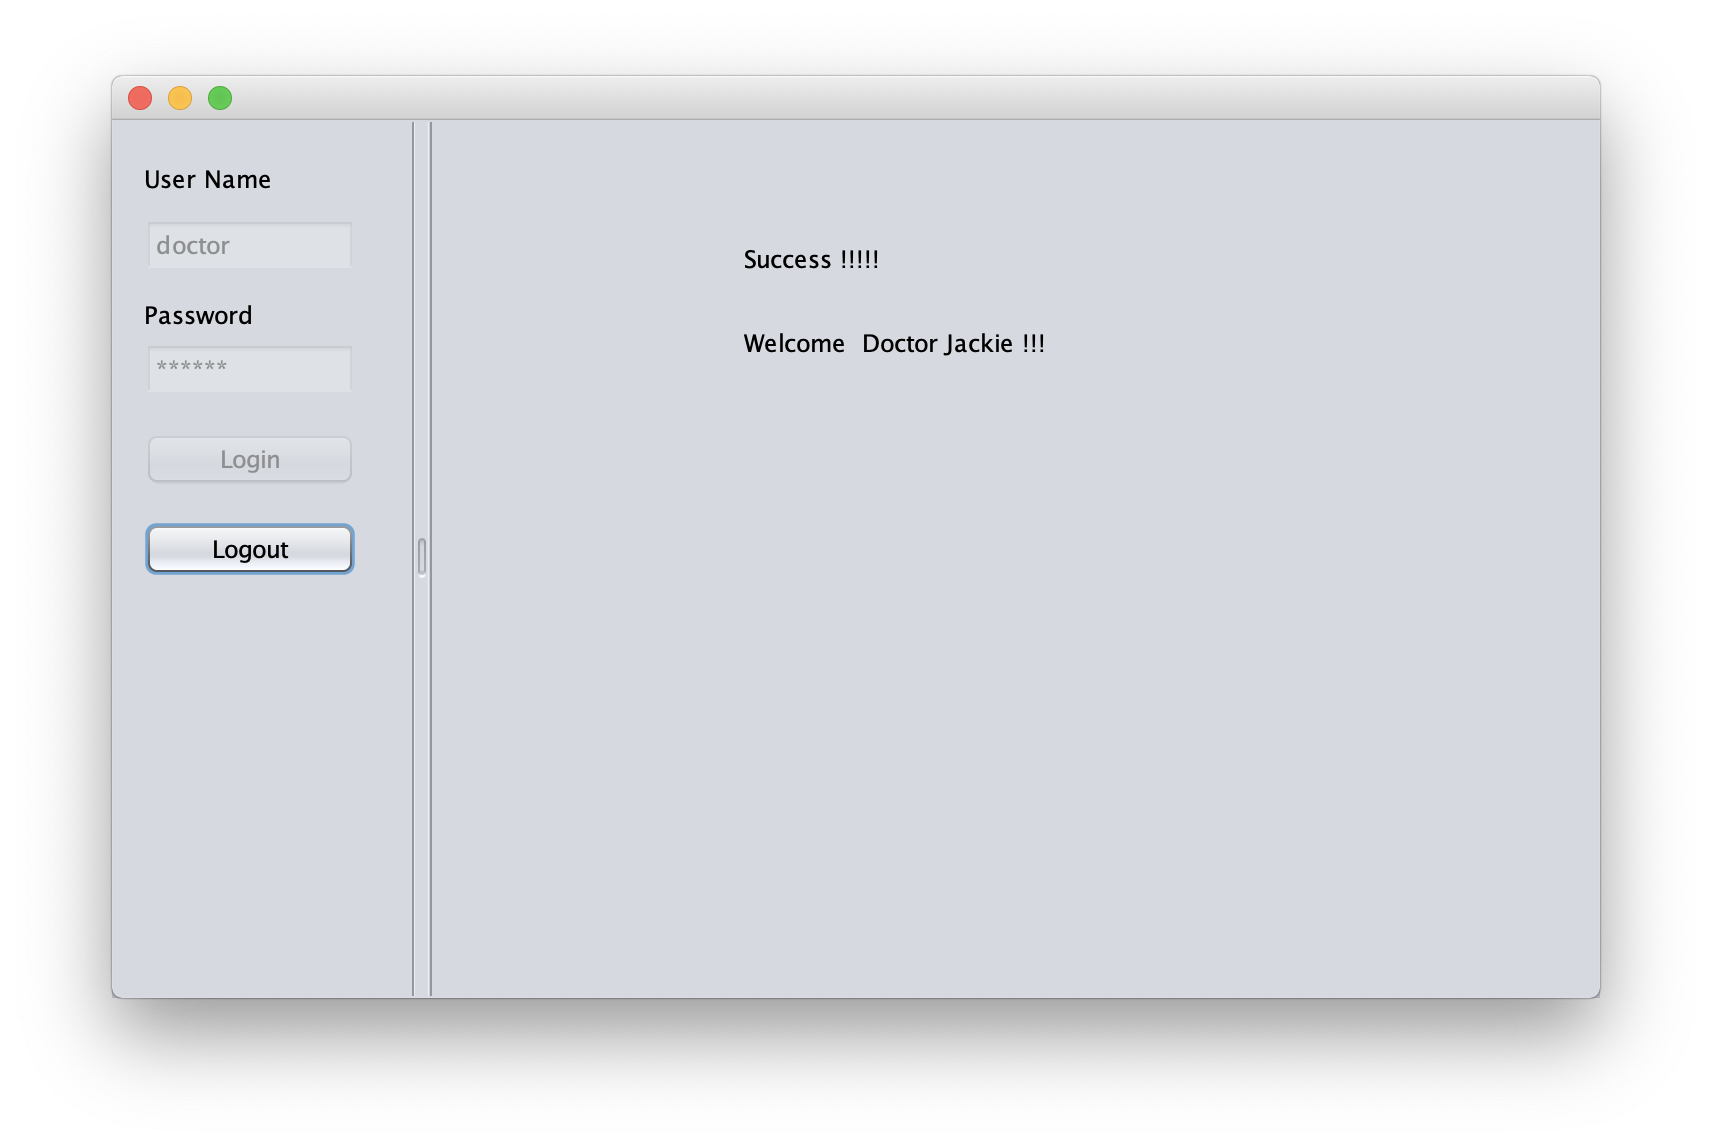 User Name
doctor
Password
******
Login
Logout
Success !!!!!
Welcome  Doctor Jackie !!!